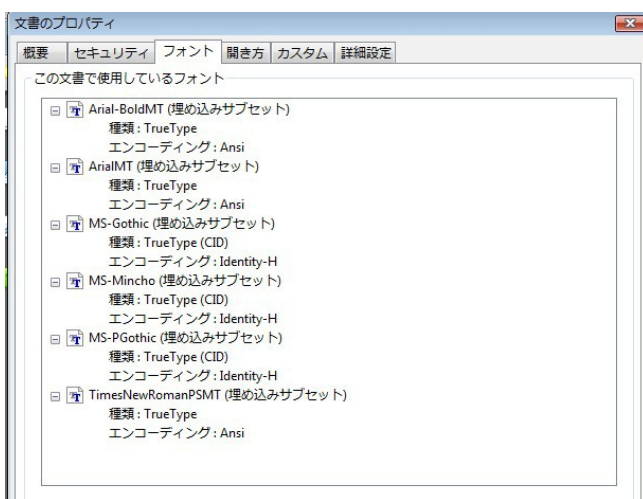 文書のプロパティ
概要 セキュリティ フォント 開き方 カスタム 詳細設定
この文書で使用しているフォント
Arial-BoldMT (埋め込みサブセット)
種類 : TrueType
エンコーディング : Ansi
ArialMT (埋め込みサブセット)
種類 : TrueType
エンコーディング : Ansi
MS-Gothic (埋め込みサブセット)
種類 : TrueType (CID)
エンコーディング : Identity-H
MS-Mincho (埋め込みサブセット)
種類 : TrueType (CID)
エンコーディング : Identity-H
MS-PGothic (埋め込みサブセット)
種類 : TrueType (CID)
エンコーディング : Identity-H
TimesNewRomanPSMT (埋め込みサブセット)
種類 : TrueType
エンコーディング : Ansi